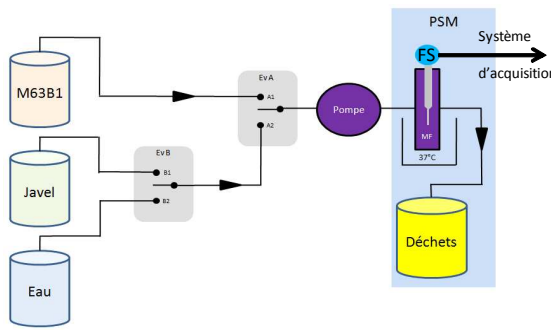 PSM
Système
d'acquisition
FS
EvA
M63B1
A1
A2
Pompe
MF
37°C
EvB
B1
B2
Javel
Déchets
Eau